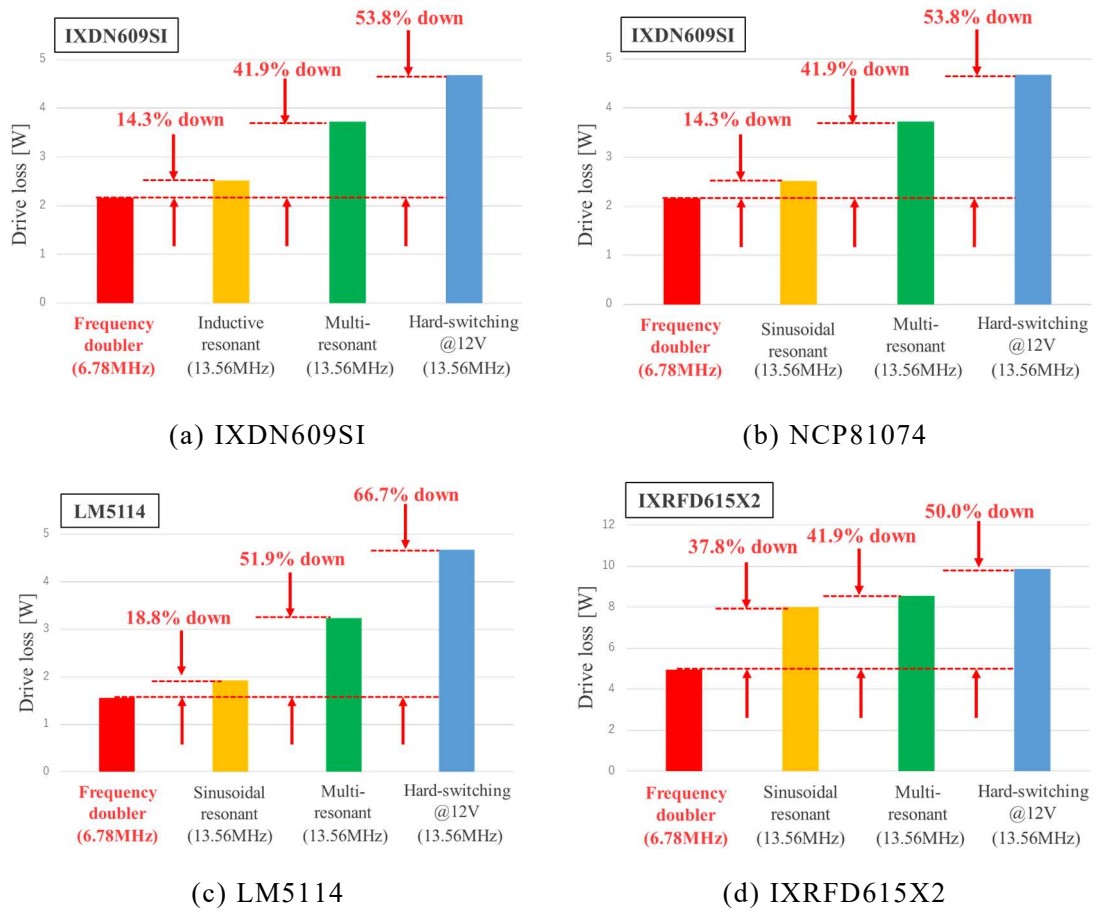 IXDN609SI
53.8% down
41.9% down
14.3% down
Drive loss [W]
5
4
3
2
1
0
Frequency
doubler
(6.78MHz)
Inductive
resonant
(13.56MHz)
Multi-
resonant
(13.56MHz)
Hard-switching
@12V
(13.56MHz)
(a) IXDN609SI
IXDN609SI
53.8% down
41.9% down
14.3% down
Drive loss [W]
5
4
3
2
1
0
Frequency
doubler
(6.78MHz)
Sinusoidal
resonant
(13.56MHz)
Multi-
resonant
(13.56MHz)
Hard-switching
@12V
(13.56MHz)
(b) NCP81074
LM5114
66.7% down
51.9% down
18.8% down
Drive loss [W]
5
4
3
2
1
0
Frequency
doubler
(6.78MHz)
Sinusoidal
resonant
(13.56MHz)
Multi-
resonant
(13.56MHz)
Hard-switching
@12V
(13.56MHz)
(c) LM5114
IXRFD615X2
50.0% down
41.9% down
37.8% down
Drive loss [W]
12
10
8
6
4
2
0
Frequency
doubler
(6.78MHz)
Sinusoidal
resonant
(13.56MHz)
Multi-
resonant
(13.56MHz)
Hard-switching
@12V
(13.56MHz)
(d) IXRFD615X2